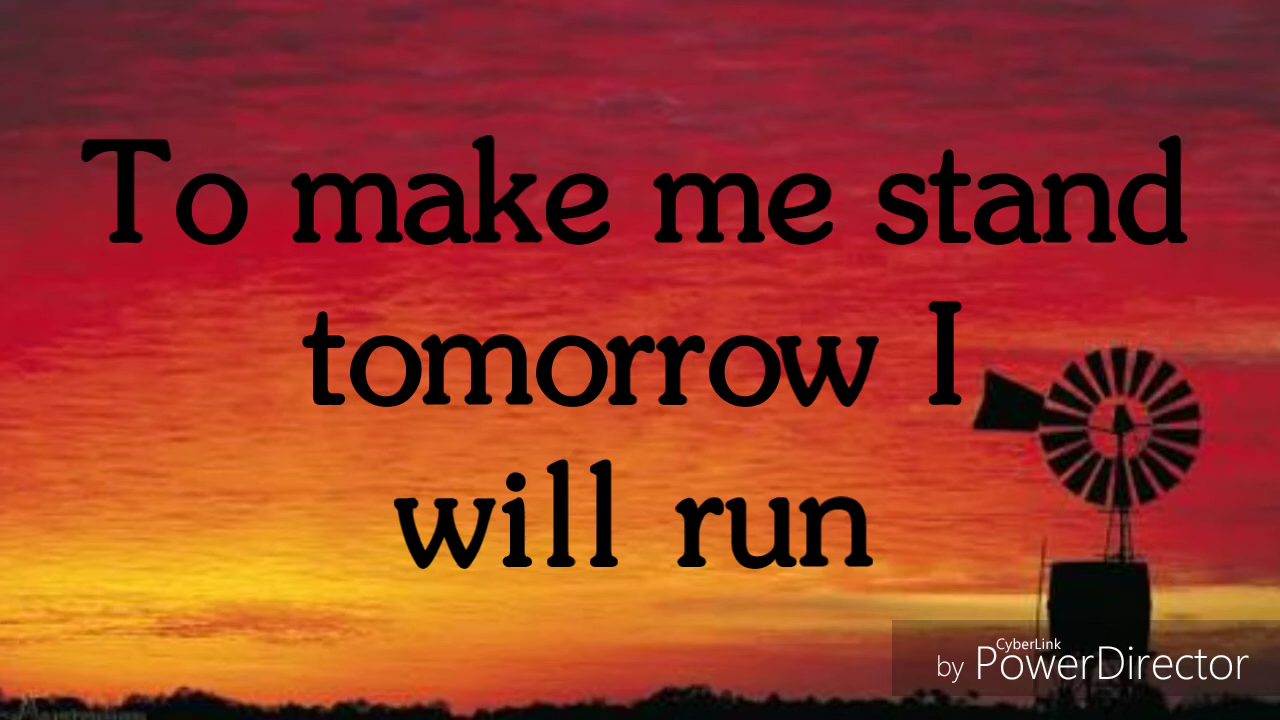 To make me stand
tomorrow I
will run
CyberLink
by PowerDirector